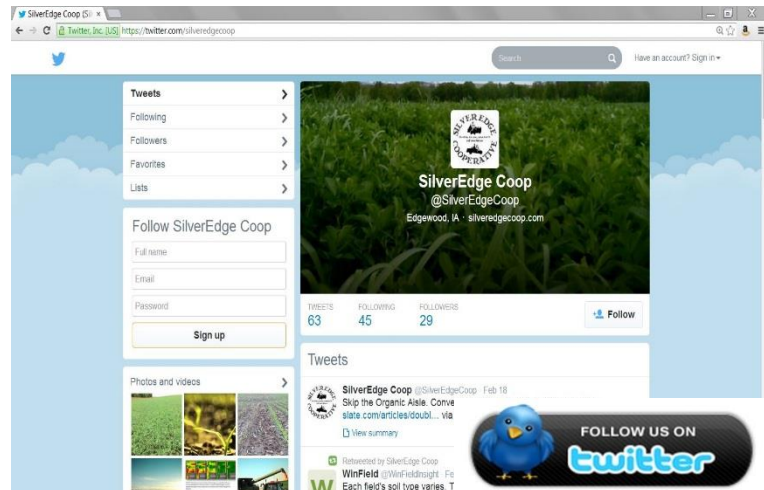 SilverEdge Coop (Sil
Twitter, Inc. [US] https://twitter.com/silveredgecoop
Search
Have an account? Sign in
Tweets
Following
Followers
Favorites
Lists
Follow SilverEdge Coop
Full name
Email
Password
Sign up
Photos and videos
SILVEREDGE
COOPERATIVE
SilverEdge Coop
@SilverEdgeCoop
Edgewood, IA · silveredgecoop.com
TWEETS FOLLOWING FOLLOWERS
63 45 29
Follow
Tweets
SilverEdge Coop @SilverEdgeCoop · Feb 18
Skip the Organic Aisle. Conve
slate.com/articles/doubl... via
View summary
Retweeted by SilverEdge Coop
W
WinField @WinFieldInsight · Fe
Each field's soil type varies. T
FOLLOW US ON
twitter